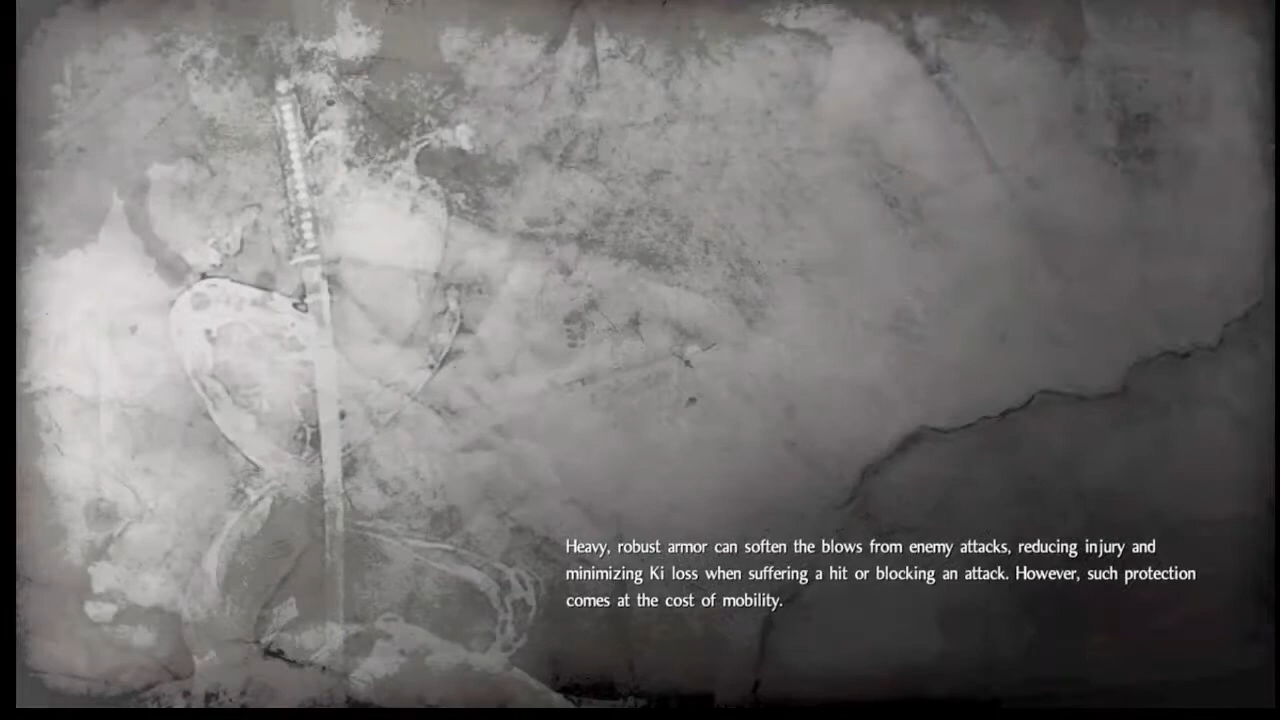 Heavy, robust armor can soften the blows from enemy attacks, reducing injury and
minimizing Ki loss when suffering a hit or blocking an attack. However, such protection
comes at the cost of mobility.